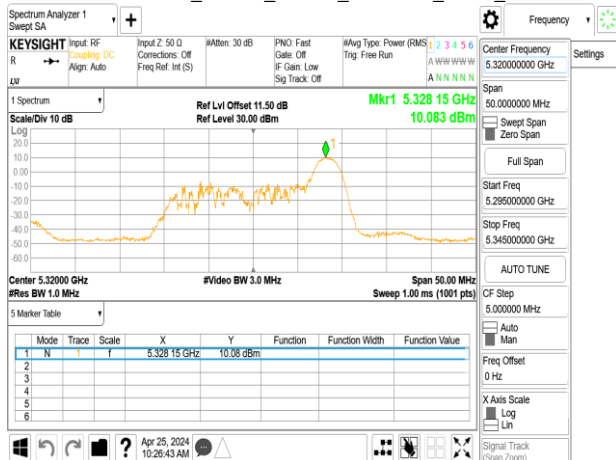 Spectrum Analyzer 1
Swept SA
+
Frequency
Settings
KEYSIGHT
R
LXI
Input: RF
Coupling: DC
Align: Auto
Input Z: 50 Ω
Corrections: Off
Freq Ref: Int (S)
#Atten: 30 dB
PNO: Fast
Gate: Off
IF Gain: Low
Sig Track: Off
#Avg Type: Power (RMS
Trig: Free Run
1 2 3 4 5 6
A W W W W W
A N N N N N
1 Spectrum
Scale/Div 10 dB
Ref Lvl Offset 11.50 dB
Ref Level 30.00 dBm
Mkr1 5.328 15 GHz
10.083 dBm
Log
20.0
10.0
0.00
-10.0
-20.0
-30.0
-40.0
-50.0
-60.0
1
Center 5.32000 GHz
#Res BW 1.0 MHz
#Video BW 3.0 MHz
Span 50.00 MHz
Sweep 1.00 ms (1001 pts)
5 Marker Table
Mode Trace Scale X Y Function Function Width Function Value
1 N 1 f 5.328 15 GHz 10.08 dBm
2
3
4
5
6
Apr 25, 2024
10:26:43 AM
?
Center Frequency
5.320000000 GHz
Span
50.0000000 MHz
Swept Span
Zero Span
Full Span
Start Freq
5.295000000 GHz
Stop Freq
5.345000000 GHz
AUTO TUNE
CF Step
5.000000 MHz
Auto
Man
Freq Offset
0 Hz
X Axis Scale
Log
Lin
Signal Track
(Span Zoom)